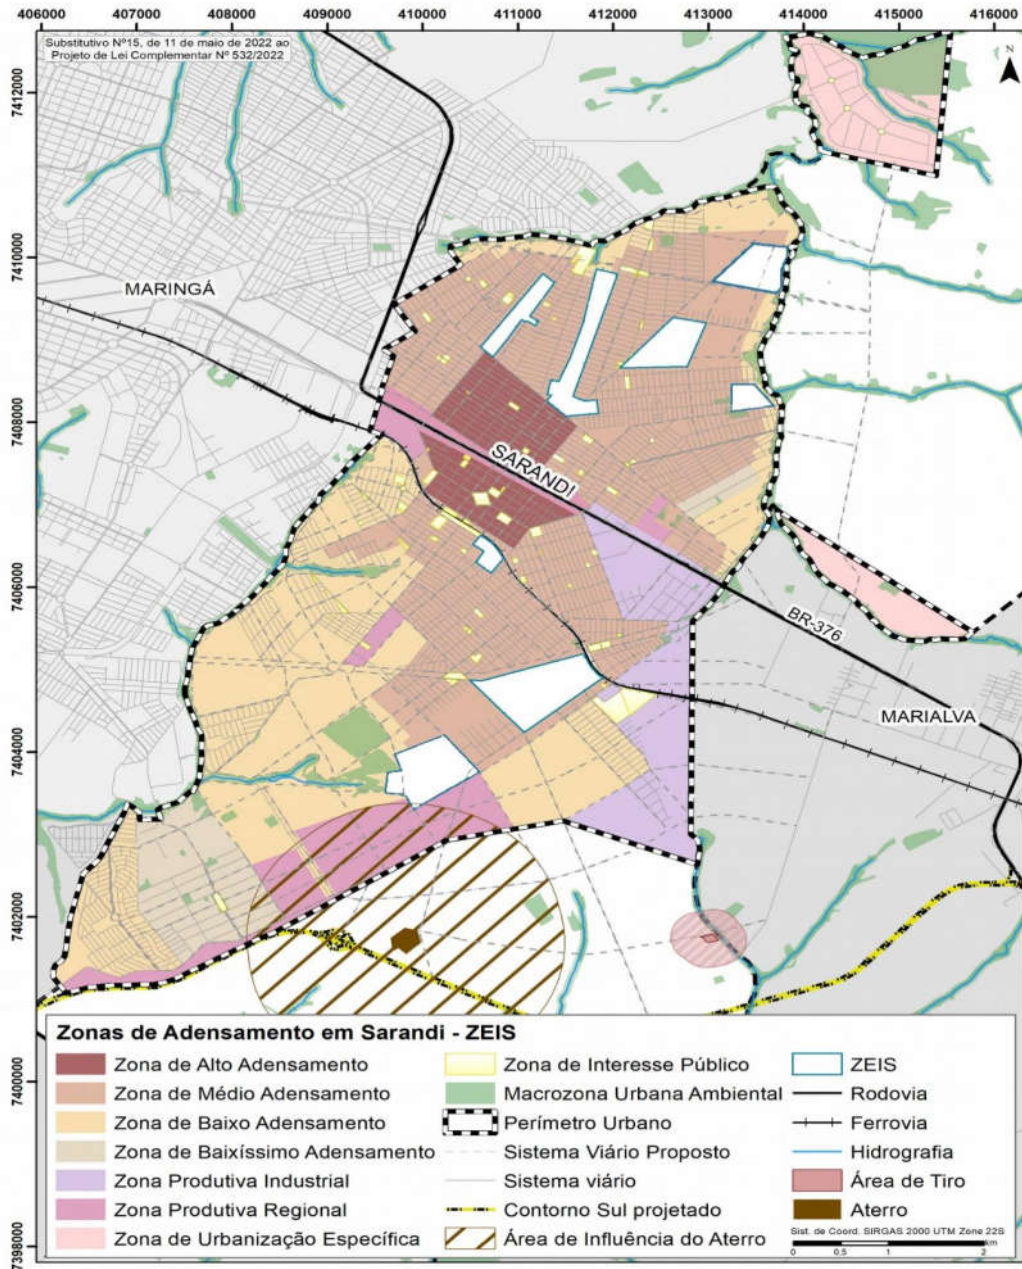 406000 407000 408000 409000 410000 411000 412000 413000 414000 415000 416000
Substitutivo Nº15, de 11 de maio de 2022 ao
Projeto de Lei Complementar Nº 532/2022
N
7412000
7410000
MARINGÁ
7408000
SARANDI
7406000
BR-376
MARIALVA
7404000
7402000
7400000
7398000
Zonas de Adensamento em Sarandi - ZEIS
Zona de Alto Adensamento
Zona de Médio Adensamento
Zona de Baixo Adensamento
Zona de Baixíssimo Adensamento
Zona Produtiva Industrial
Zona Produtiva Regional
Zona de Urbanização Específica
Zona de Interesse Público
Macrozona Urbana Ambiental
Perímetro Urbano
Sistema Viário Proposto
Sistema viário
Contorno Sul projetado
Área de Influência do Aterro
ZEIS
Rodovia
Ferrovia
Hidrografia
Área de Tiro
Aterro
Sist. de Coord. SIRGAS 2000 UTM Zone 22S
0 0,5 1 2 km